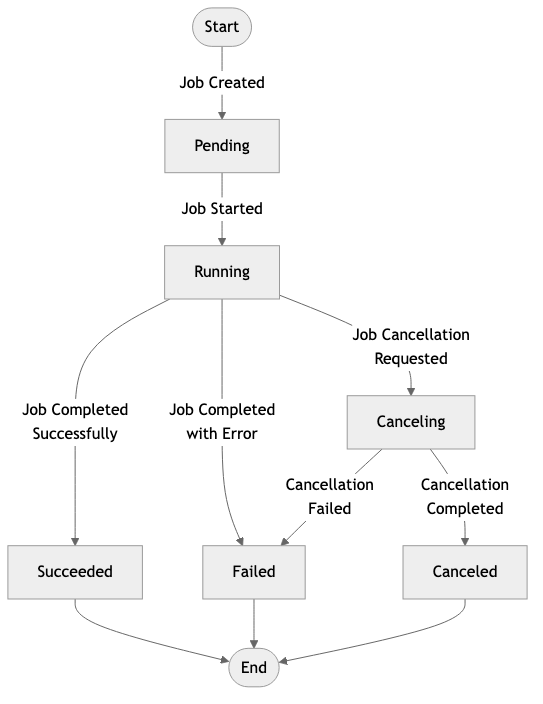 Start
Job Created
Pending
Job Started
Running
Job Cancellation
Requested
Job Completed
Successfully
Job Completed
with Error
Canceling
Cancellation
Failed
Cancellation
Completed
Succeeded
Failed
Canceled
End